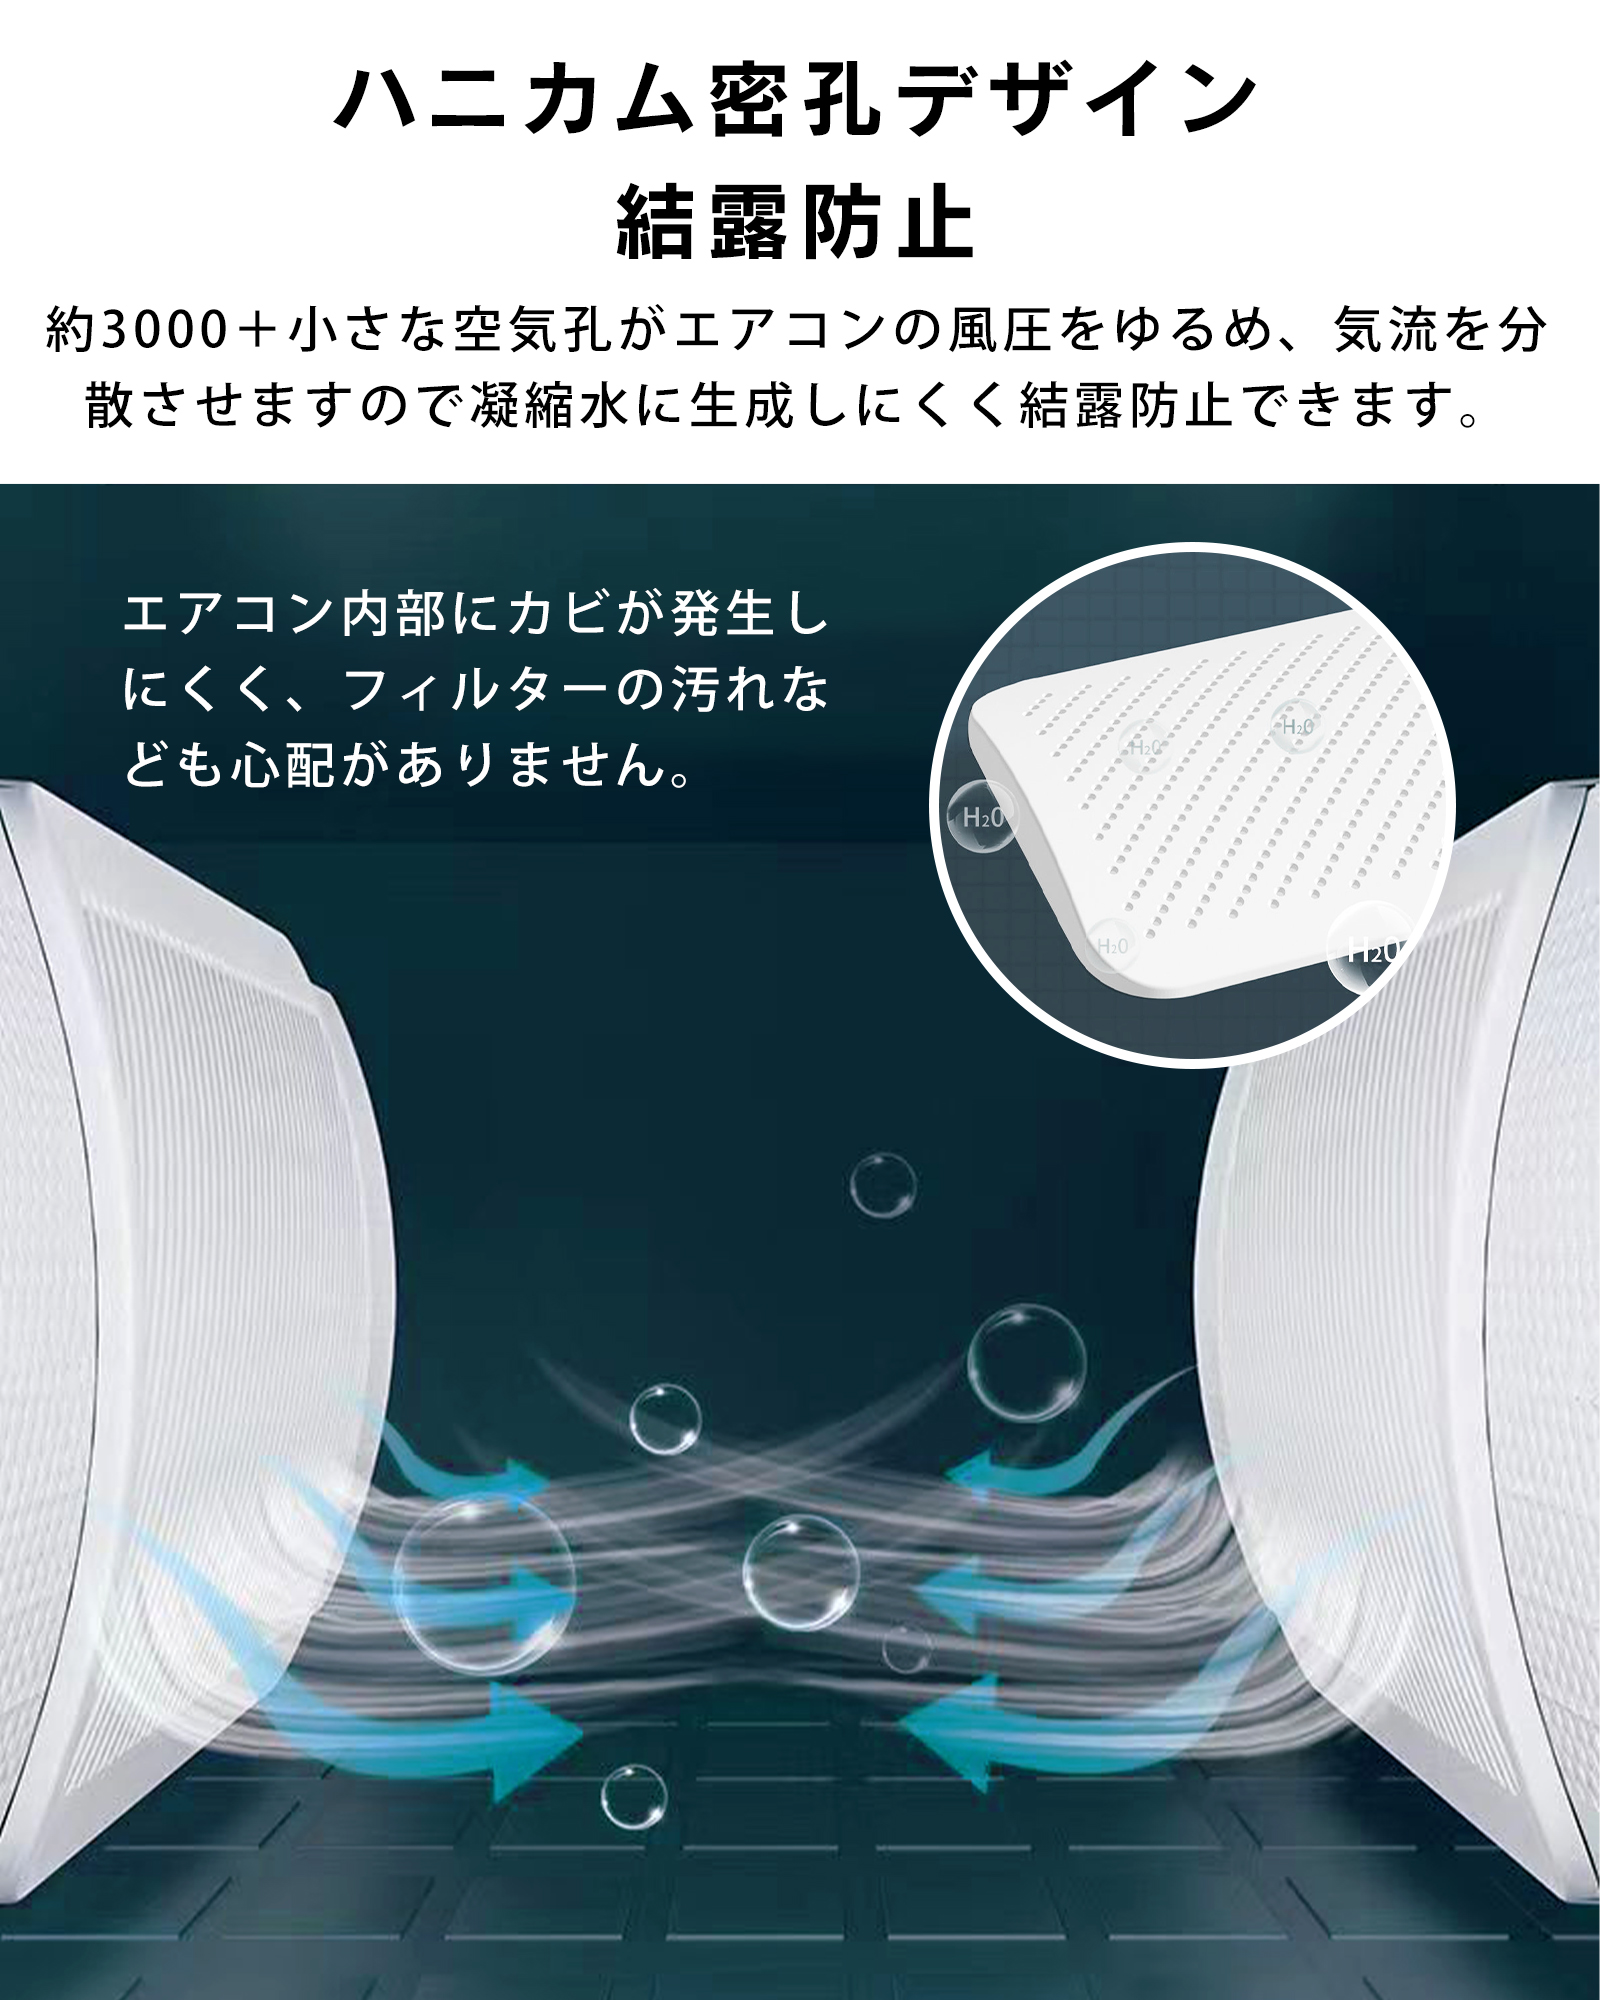 ハニカム密孔デザイン
結露防止
約3000＋小さな空気孔がエアコンの風圧をゆるめ、気流を分
散させますので凝縮水に生成しにくく結露防止できます。
エアコン内部にカビが発生し
にくく、フィルターの汚れな
ども心配がありません。
H₂0
H₂0
H₂0
H₂0
H₂0